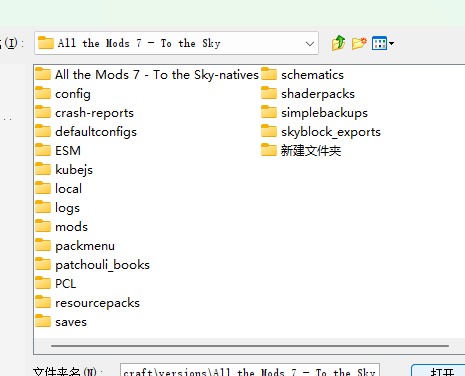 (I):
All the Mods 7 - To the Sky
All the Mods 7 - To the Sky-natives
config
crash-reports
defaultconfigs
ESM
kubejs
local
logs
mods
packmenu
patchouli_books
PCL
resourcepacks
saves
schematics
shaderpacks
simplebackups
skyblock_exports
新建文件夹
文件夹名(N):
craft\versions\All the Mods 7 - To the Sky
打开